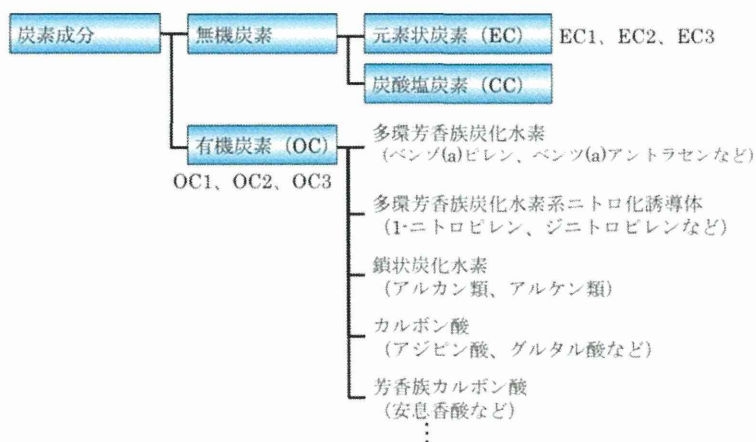 炭素成分
無機炭素
元素状炭素 (EC)
EC1、EC2、EC3
炭酸塩炭素 (CC)
有機炭素 (OC)
OC1、OC2、OC3
多環芳香族炭化水素
(ベンゾ(a)ピレン、ベンツ(a)アントラセンなど)
多環芳香族炭化水素系ニトロ化誘導体
(1-ニトロピレン、ジニトロピレンなど)
鎖状炭化水素
(アルカン類、アルケン類)
カルボン酸
(アジピン酸、グルタル酸など)
芳香族カルボン酸
(安息香酸など)
⋮